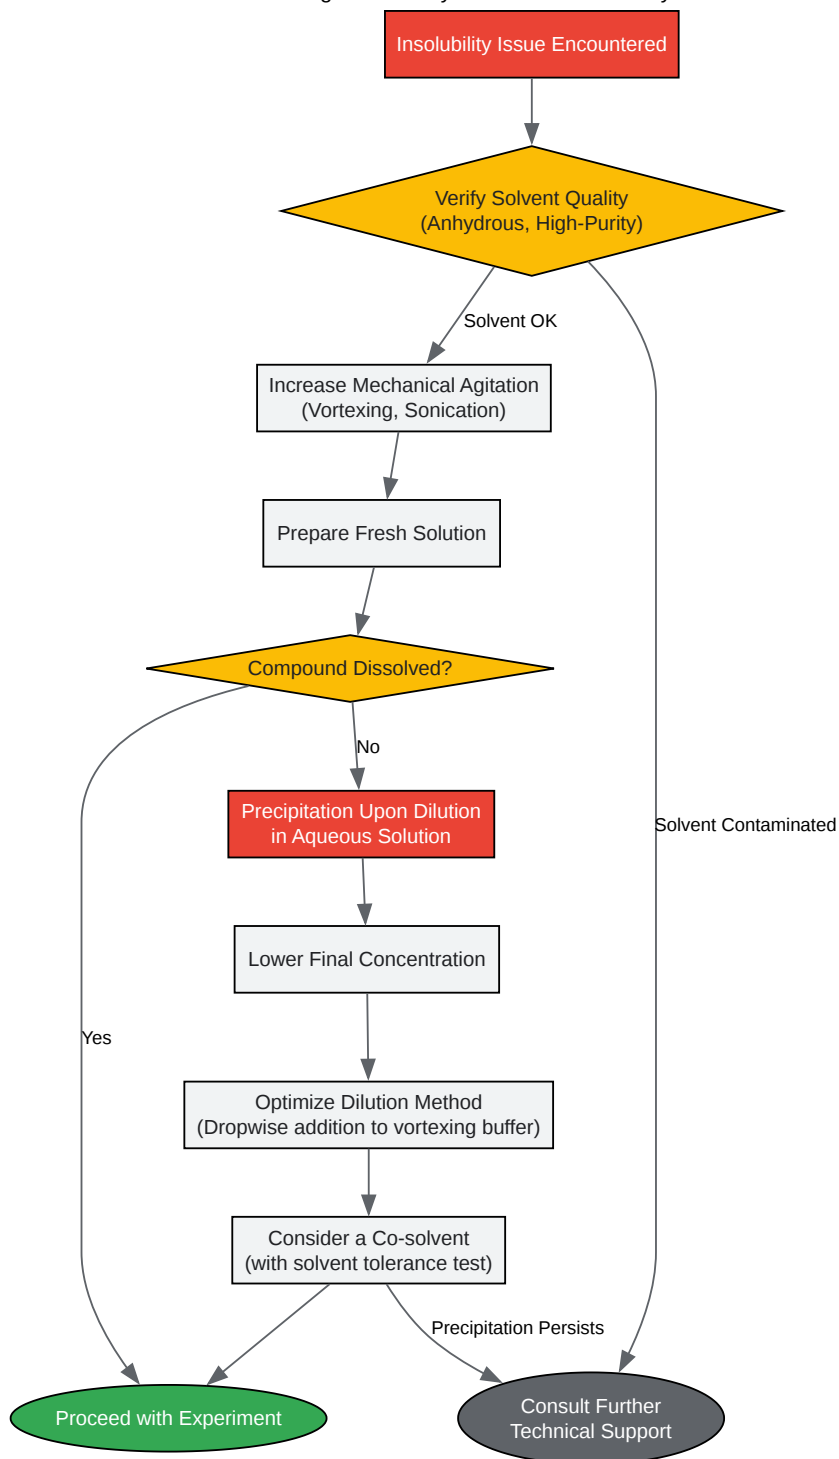 Insolubility Issue Encountered
Verify Solvent Quality
(Anhydrous, High-Purity)
Solvent OK
Increase Mechanical Agitation
(Vortexing, Sonication)
Prepare Fresh Solution
Compound Dissolved?
No
Precipitation Upon Dilution
in Aqueous Solution
Solvent Contaminated
Lower Final Concentration
Yes
Optimize Dilution Method
(Dropwise addition to vortexing buffer)
Consider a Co-solvent
(with solvent tolerance test)
Precipitation Persists
Proceed with Experiment
Consult Further
Technical Support